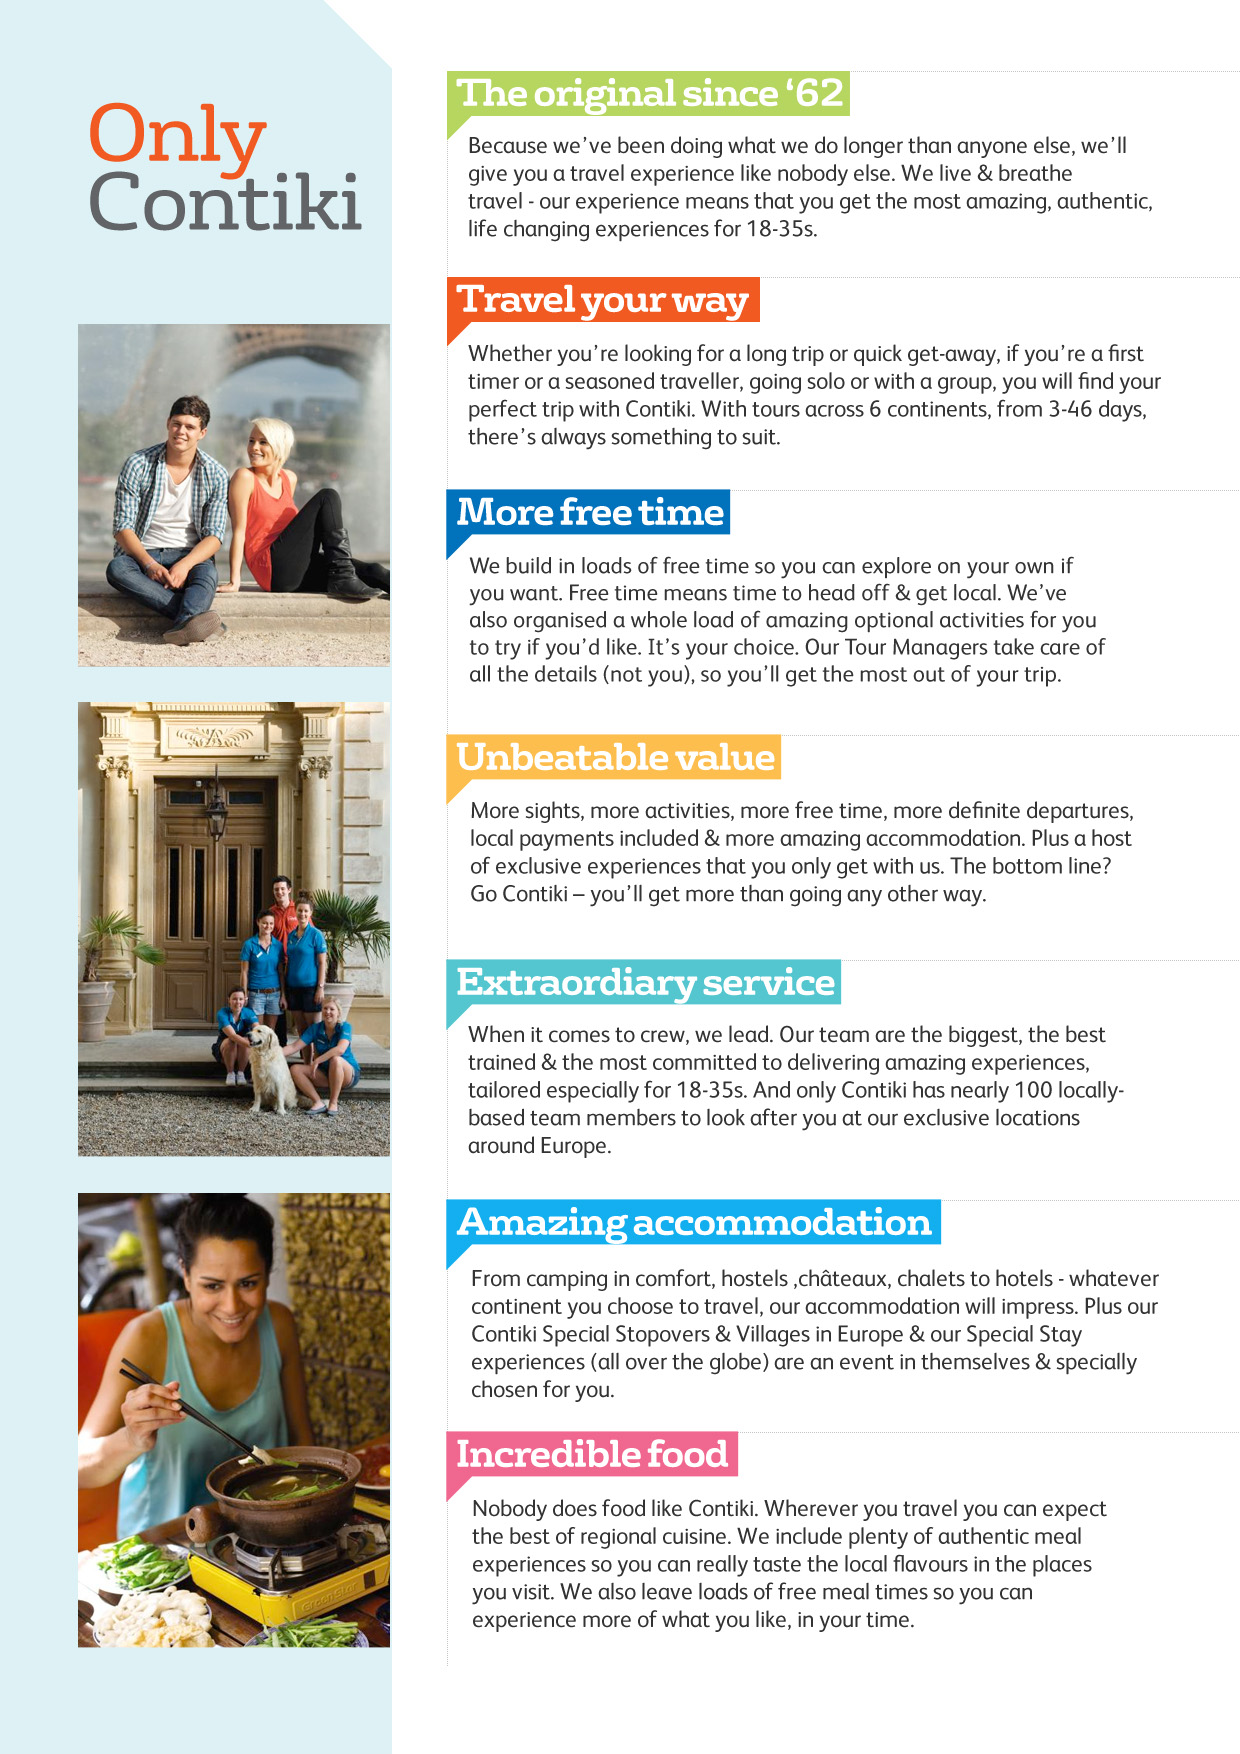 Only
Contiki
The original since ‘62
Because we’ve been doing what we do longer than anyone else, we’ll
give you a travel experience like nobody else. We live & breathe
travel - our experience means that you get the most amazing, authentic,
life changing experiences for 18-35s.
Travel your way
Whether you’re looking for a long trip or quick get-away, if you’re a first
timer or a seasoned traveller, going solo or with a group, you will find your
perfect trip with Contiki. With tours across 6 continents, from 3-46 days,
there’s always something to suit.
More free time
We build in loads of free time so you can explore on your own if
you want. Free time means time to head off & get local. We’ve
also organised a whole load of amazing optional activities for you
to try if you’d like. It’s your choice. Our Tour Managers take care of
all the details (not you), so you’ll get the most out of your trip.
Unbeatable value
More sights, more activities, more free time, more definite departures,
local payments included & more amazing accommodation. Plus a host
of exclusive experiences that you only get with us. The bottom line?
Go Contiki – you’ll get more than going any other way.
Extraordiary service
When it comes to crew, we lead. Our team are the biggest, the best
trained & the most committed to delivering amazing experiences,
tailored especially for 18-35s. And only Contiki has nearly 100 locally-
based team members to look after you at our exclusive locations
around Europe.
Amazing accommodation
From camping in comfort, hostels ,châteaux, chalets to hotels - whatever
continent you choose to travel, our accommodation will impress. Plus our
Contiki Special Stopovers & Villages in Europe & our Special Stay
experiences (all over the globe) are an event in themselves & specially
chosen for you.
Incredible food
Nobody does food like Contiki. Wherever you travel you can expect
the best of regional cuisine. We include plenty of authentic meal
experiences so you can really taste the local flavours in the places
you visit. We also leave loads of free meal times so you can
experience more of what you like, in your time.